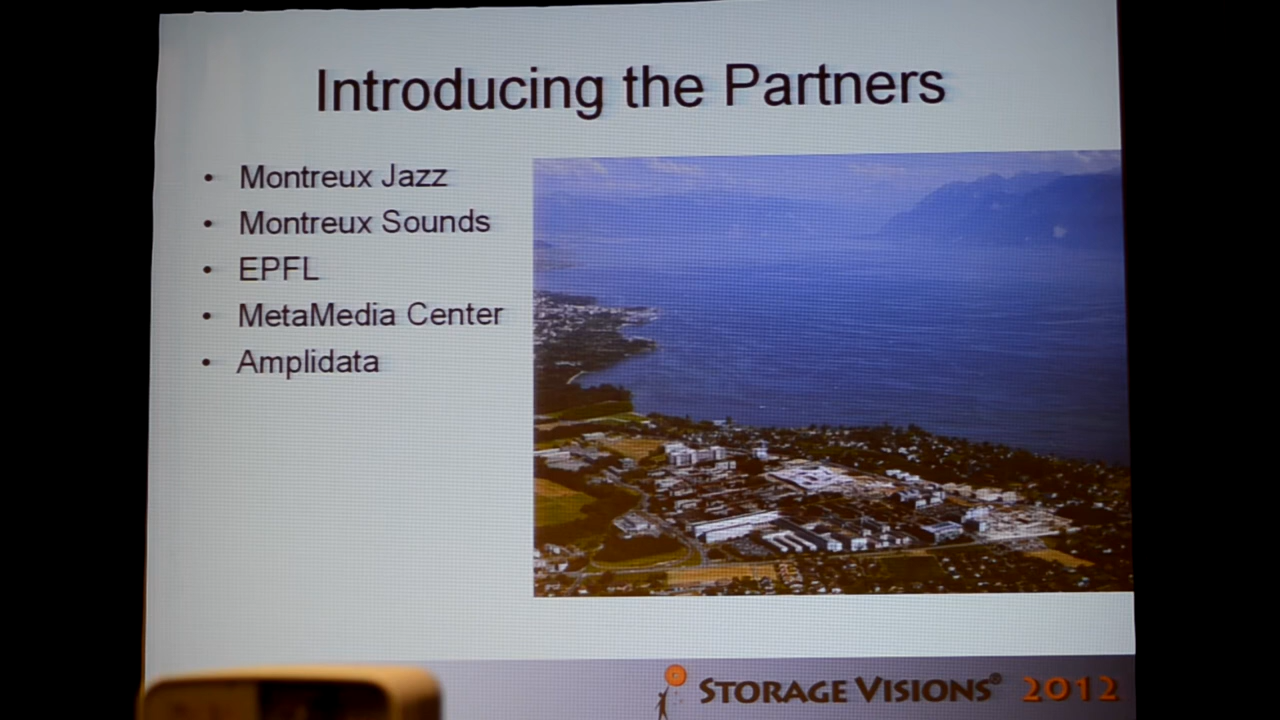 Introducing the Partners
• Montreux Jazz
• Montreux Sounds
• EPFL
• MetaMedia Center
• Amplidata
STORAGE VISIONS® 2012